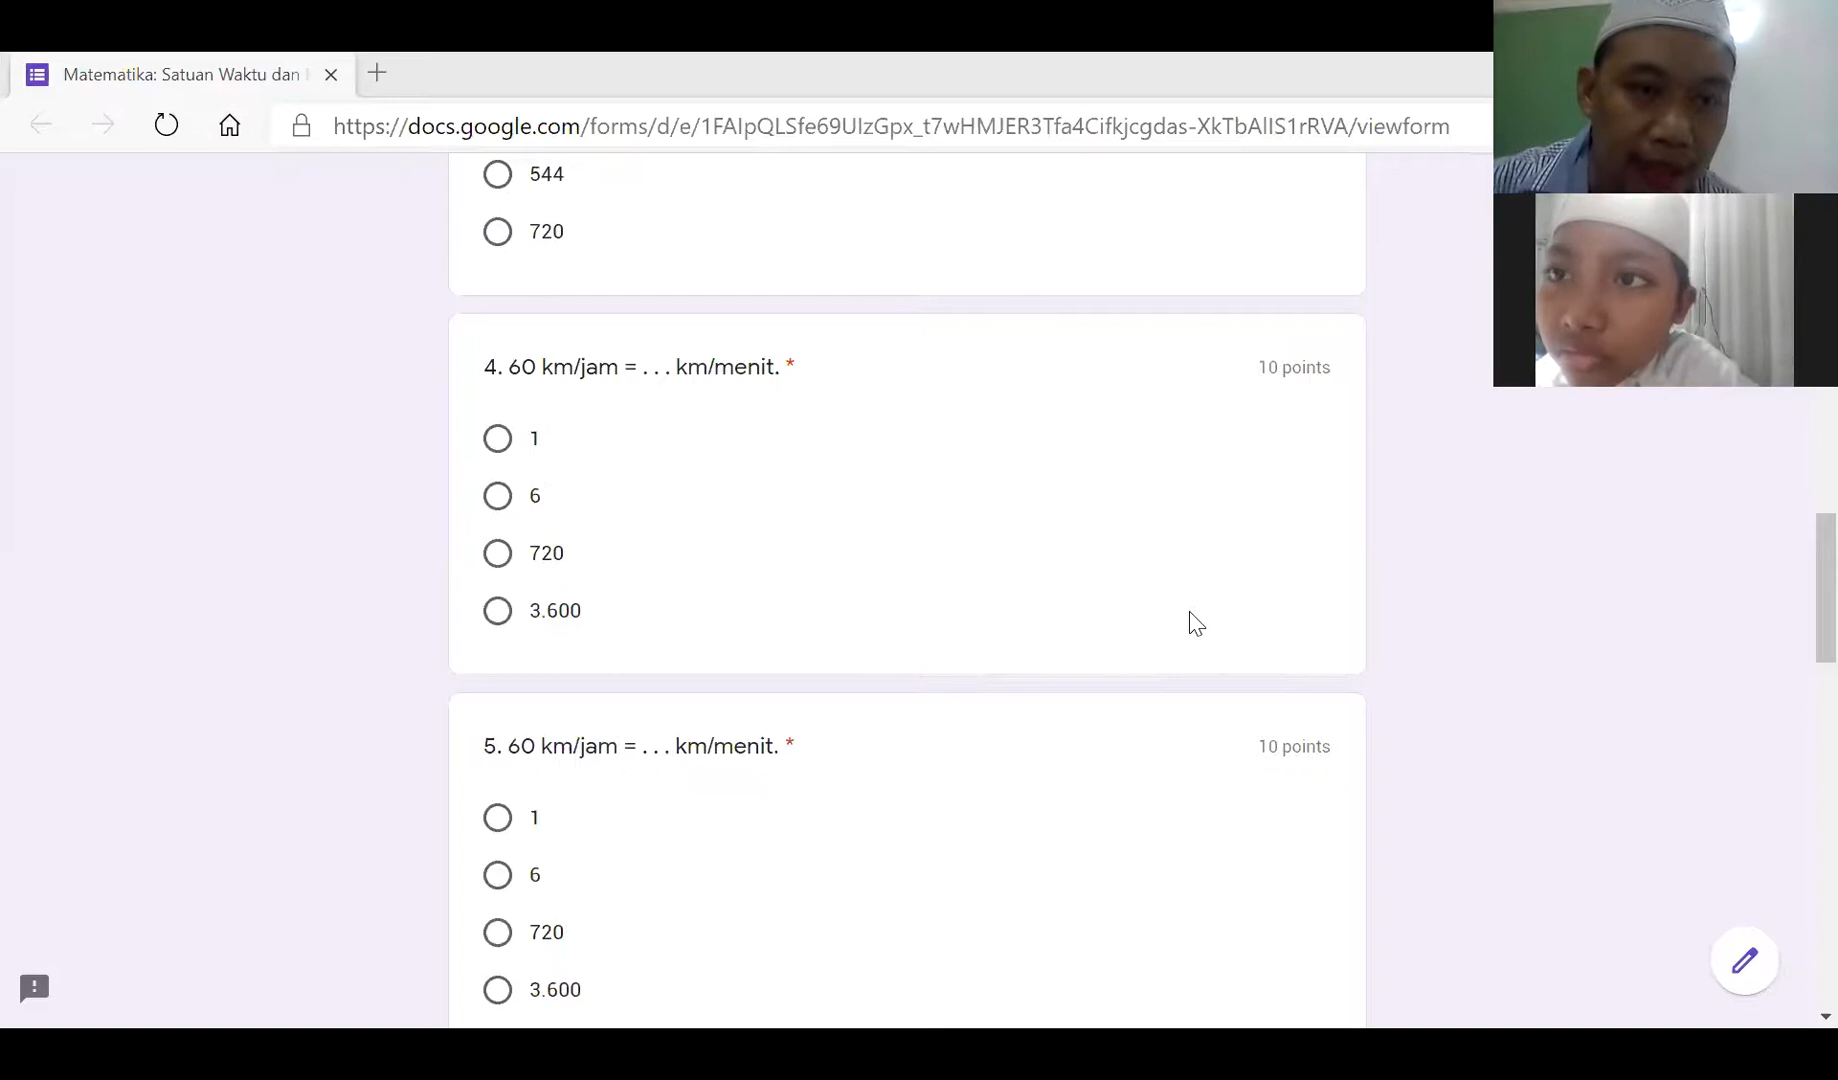 Matematika: Satuan Waktu dan
https://docs.google.com/forms/d/e/1FAIpQLSfe69UIzGpx_t7wHMJER3Tfa4Cifkjcgdas-XkTbAlIS1rRVA/viewform
544
720
4. 60 km/jam = . . . km/menit. *
10 points
1
6
720
3.600
5. 60 km/jam = . . . km/menit. *
10 points
1
6
720
3.600